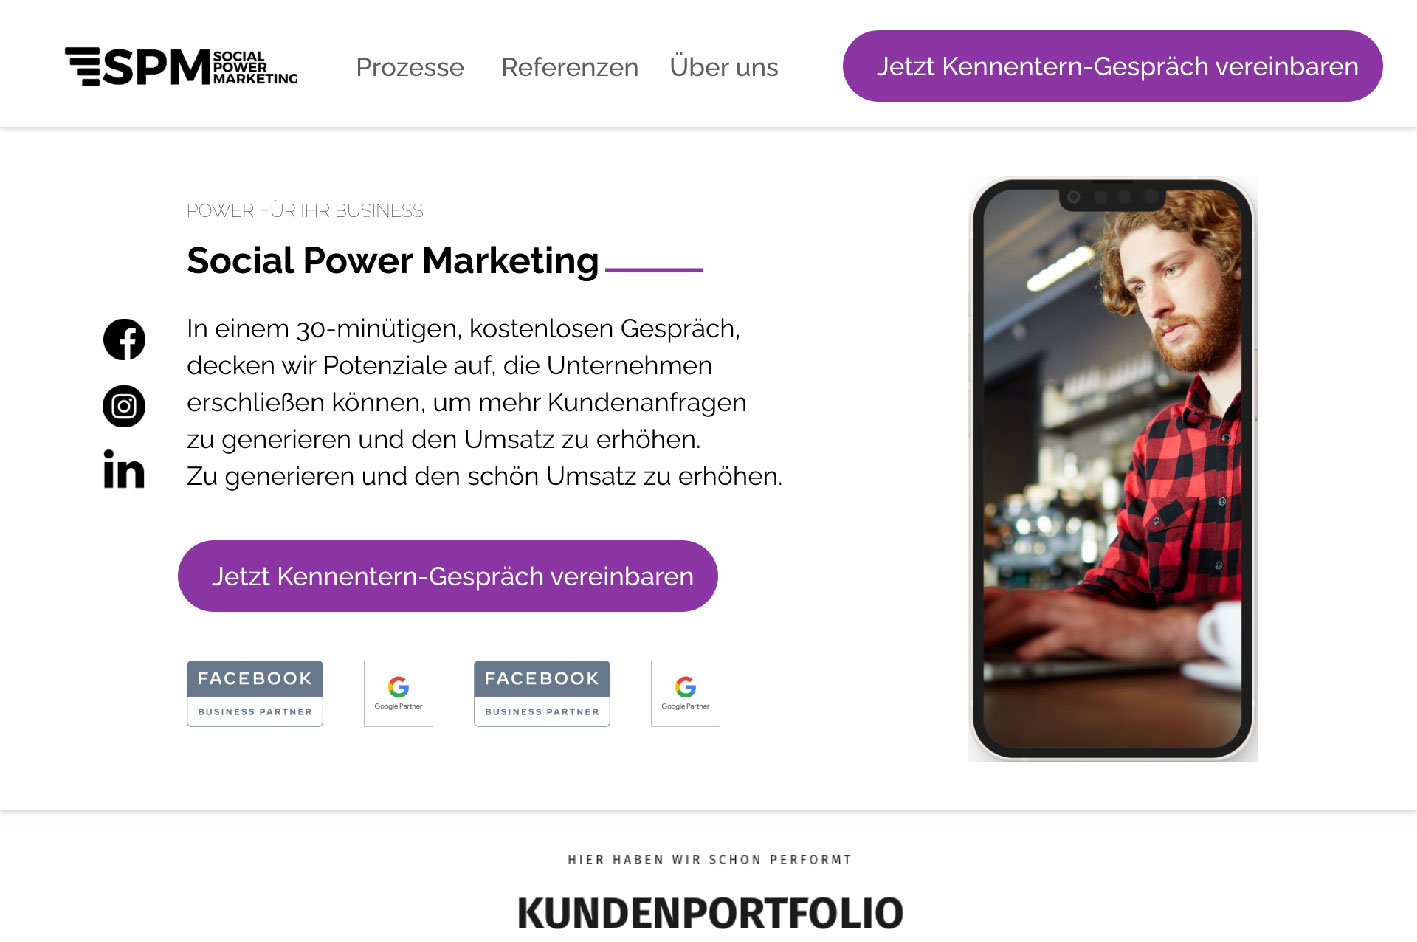 SPM SOCIAL
POWER
MARKETING
Prozesse Referenzen Über uns
Jetzt Kennentern-Gespräch vereinbaren
POWER FÜR IHR BUSINESS
Social Power Marketing
In einem 30-minütigen, kostenlosen Gespräch,
decken wir Potenziale auf, die Unternehmen
erschließen können, um mehr Kundenanfragen
zu generieren und den Umsatz zu erhöhen.
Zu generieren und den schön Umsatz zu erhöhen.
in
Jetzt Kennentern-Gespräch vereinbaren
FACEBOOK
BUSINESS PARTNER
Google Partner
FACEBOOK
BUSINESS PARTNER
Google Partner
HIER HABEN WIR SCHON PERFORMT
KUNDENPORTFOLIO